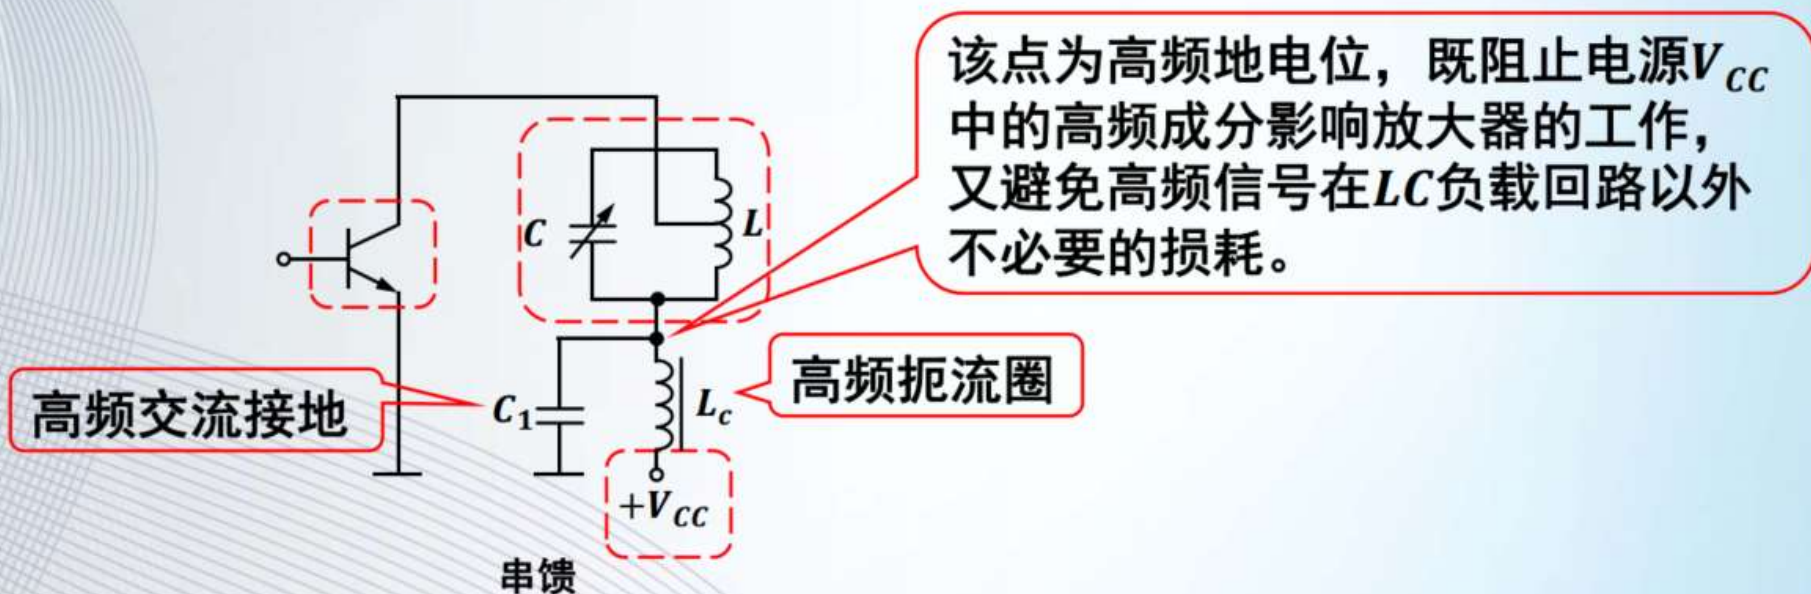 该点为高频地电位，既阻止电源V_CC
中的高频成分影响放大器的工作，
又避免高频信号在LC负载回路以外
不必要的损耗。
C
L
高频扼流圈
高频交流接地
C₁
L_c
+V_CC
串馈